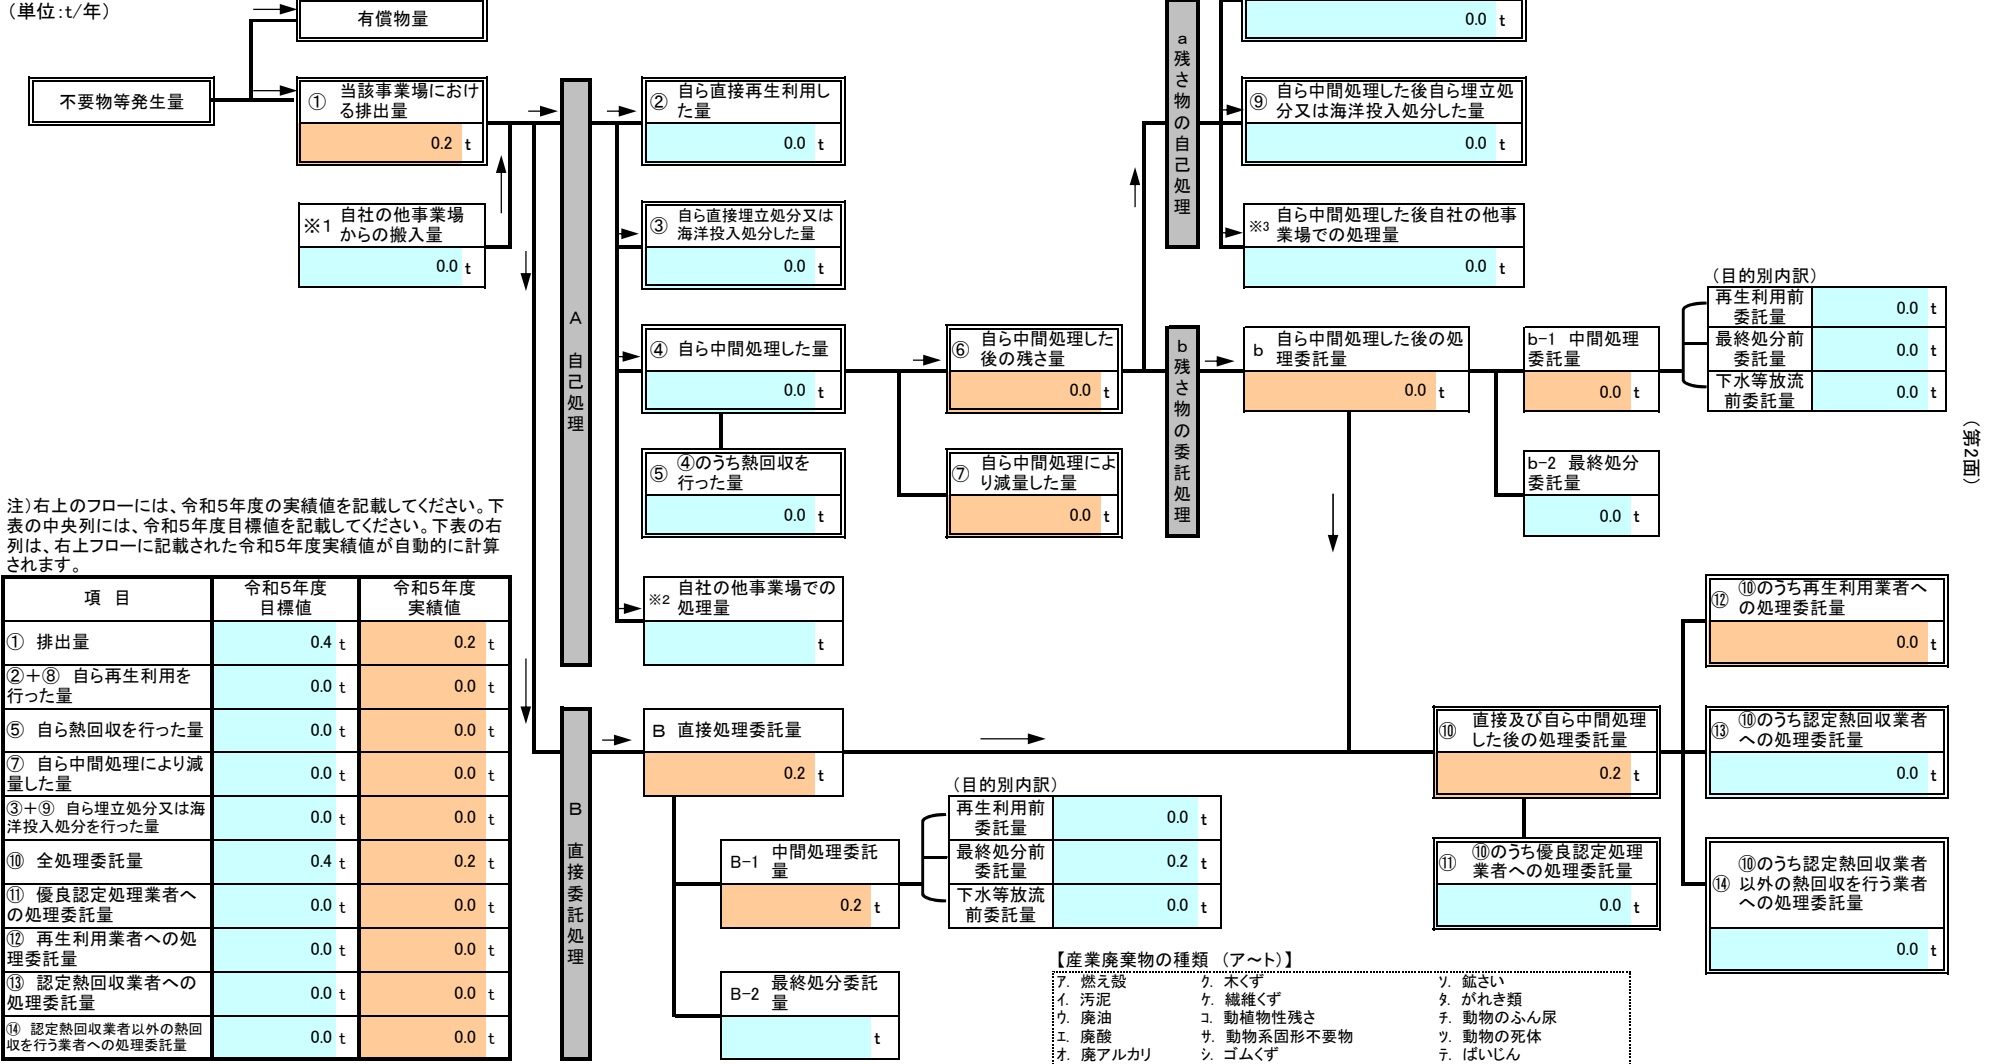 （単位:t/年）
有償物量
不要物等発生量
① 当該事業場におけ
る排出量
0.2 t
※1 自社の他事業場
からの搬入量
0.0 t
A 自己処理
② 自ら直接再生利用し
た量
0.0 t
③ 自ら直接埋立処分又は
海洋投入処分した量
0.0 t
④ 自ら中間処理した量
0.0 t
⑤ ④のうち熱回収を
行った量
0.0 t
※2 自社の他事業場での
処理量
t
⑥ 自ら中間処理した
後の残さ量
0.0 t
⑦ 自ら中間処理によ
り減量した量
0.0 t
a残さ物の自己処理
0.0 t
⑨ 自ら中間処理した後自ら埋立処
分又は海洋投入処分した量
0.0 t
※3 自ら中間処理した後自社の他事
業場での処理量
0.0 t
b残さ物の委託処理
b 自ら中間処理した後の処
理委託量
0.0 t
b-1 中間処理
委託量
0.0 t
（目的別内訳）
再生利用前
委託量
0.0 t
最終処分前
委託量
0.0 t
下水等放流
前委託量
0.0 t
b-2 最終処分
委託量
0.0 t
（第2面）
注）右上のフローには、令和5年度の実績値を記載してください。下
表の中央列には、令和5年度目標値を記載してください。下表の右
列は、右上フローに記載された令和5年度実績値が自動的に計算
されます。
項 目 令和5年度 令和5年度
目標値 実績値
① 排出量 0.4 t 0.2 t
②＋⑧ 自ら再生利用を
行った量 0.0 t 0.0 t
⑤ 自ら熱回収を行った量 0.0 t 0.0 t
⑦ 自ら中間処理により減
量した量 0.0 t 0.0 t
③＋⑨ 自ら埋立処分又は海
洋投入処分を行った量 0.0 t 0.0 t
⑩ 全処理委託量 0.4 t 0.2 t
⑪ 優良認定処理業者へ
の処理委託量 0.0 t 0.0 t
⑫ 再生利用業者への処
理委託量 0.0 t 0.0 t
⑬ 認定熱回収業者への
処理委託量 0.0 t 0.0 t
⑭ 認定熱回収業者以外の熱回
収を行う業者への処理委託量 0.0 t 0.0 t
B 直接委託処理
B 直接処理委託量
0.2 t
B-1 中間処理委託
量
0.2 t
（目的別内訳）
再生利用前
委託量
0.0 t
最終処分前
委託量
0.2 t
下水等放流
前委託量
0.0 t
B-2 最終処分委託
量
t
⑩ 直接及び自ら中間処理
した後の処理委託量
0.2 t
⑪ ⑩のうち優良認定処理
業者への処理委託量
0.0 t
⑫ ⑩のうち再生利用業者へ
の処理委託量
0.0 t
⑬ ⑩のうち認定熱回収業者
への処理委託量
0.0 t
⑭ ⑩のうち認定熱回収業者
以外の熱回収を行う業者
への処理委託量
0.0 t
【産業廃棄物の種類 （ア～ト）】
ア. 燃え殻 ク. 木くず ソ. 鉱さい
イ. 汚泥 ケ. 繊維くず タ. がれき類
ウ. 廃油 コ. 動植物性残さ チ. 動物のふん尿
エ. 廃酸 サ. 動物系固形不要物 ツ. 動物の死体
オ. 廃アルカリ シ. ゴムくず テ. ばいじん